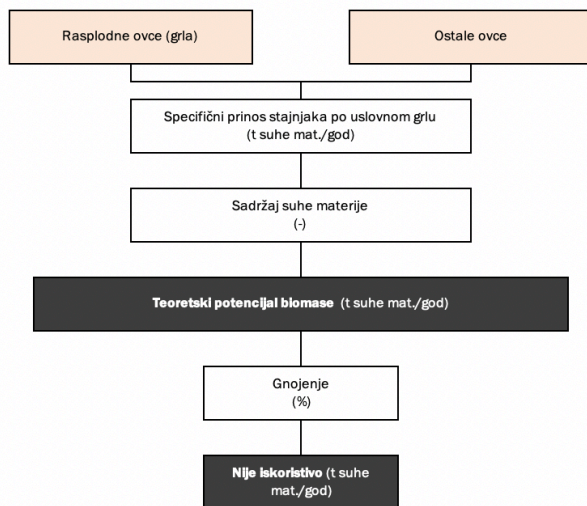 Rasplodne ovce (grla)
Ostale ovce
Specifični prinos stajnjaka po uslovnom grlu
(t suhe mat./god)
Sadržaj suhe materije
(-)
Teoretski potencijal biomase (t suhe mat./god)
Gnojenje
(%)
Nije iskoristivo (t suhe
mat./god)